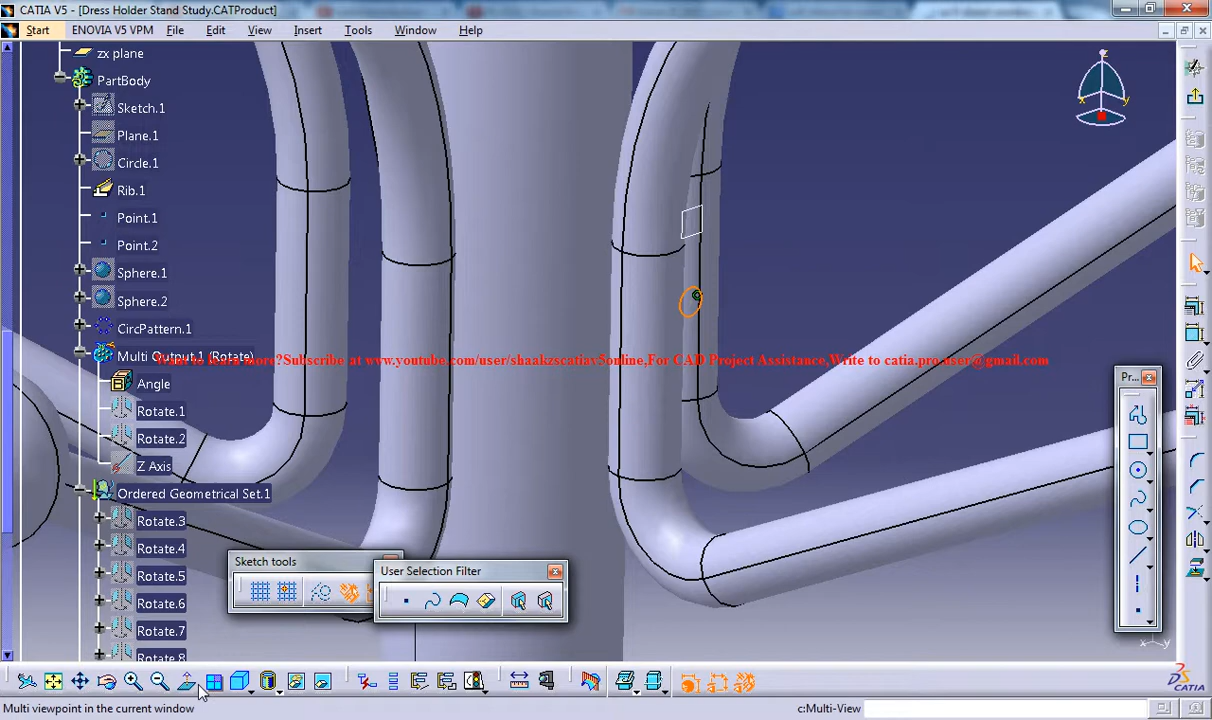 CATIA V5 - [Dress Holder Stand Study.CATProduct]
Start ENOVIA V5 VPM File Edit View Insert Tools Window Help
zx plane
PartBody
Sketch.1
Plane.1
Circle.1
Rib.1
Point.1
Point.2
Sphere.1
Sphere.2
CircPattern.1
Multi Output.1 (Rotate)
Want to learn more?Subscribe at www.youtube.com/user/shaakzscatiav5online,For CAD Project Assistance,Write to catia.pro.user@gmail.com
Angle
Rotate.1
Rotate.2
Z Axis
Ordered Geometrical Set.1
Rotate.3
Rotate.4
Rotate.5
Rotate.6
Rotate.7
Rotate.8
Sketch tools
User Selection Filter
Pr...
z
x
y
Multi viewpoint in the current window
c:Multi-View
CATIA